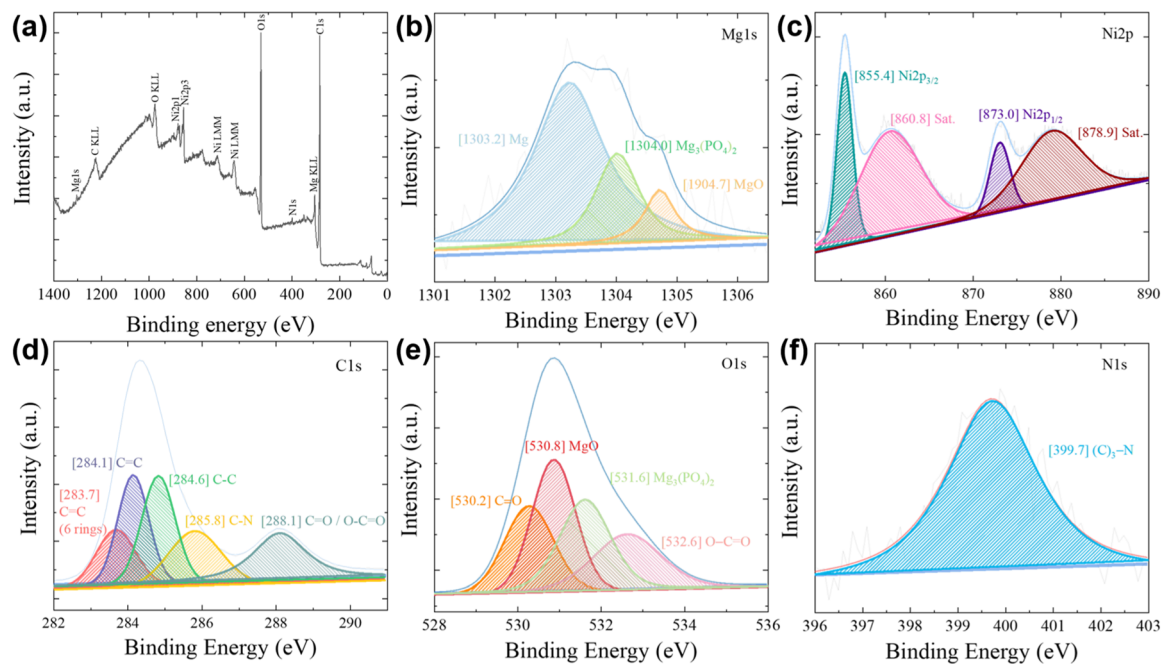 (a)
Intensity (a.u.)
Mg1s
C KLL
O KLL
Ni2p1
Ni2p3
Ni LMM
Ni LMM
O1s
N1s
Mg KLL
C1s
1400 1200 1000 800 600 400 200 0
Binding energy (eV)
(b)
Mg1s
Intensity (a.u.)
[1303.2] Mg
[1304.0] Mg₃(PO₄)₂
[1904.7] MgO
1301 1302 1303 1304 1305 1306
Binding Energy (eV)
(c)
Ni2p
Intensity (a.u.)
[855.4] Ni2p₃/₂
[860.8] Sat.
[873.0] Ni2p₁/₂
[878.9] Sat.
860 870 880 890
Binding Energy (eV)
(d)
C1s
Intensity (a.u.)
[284.1] C=C
[283.7]
C=C
(6 rings)
[284.6] C-C
[285.8] C-N
[288.1] C=O / O-C=O
282 284 286 288 290
Binding Energy (eV)
(e)
O1s
Intensity (a.u.)
[530.8] MgO
[530.2] C=O
[531.6] Mg₃(PO₄)₂
[532.6] O−C=O
528 530 532 534 536
Binding Energy (eV)
(f)
N1s
Intensity (a.u.)
[399.7] (C)₃−N
396 397 398 399 400 401 402 403
Binding Energy (eV)